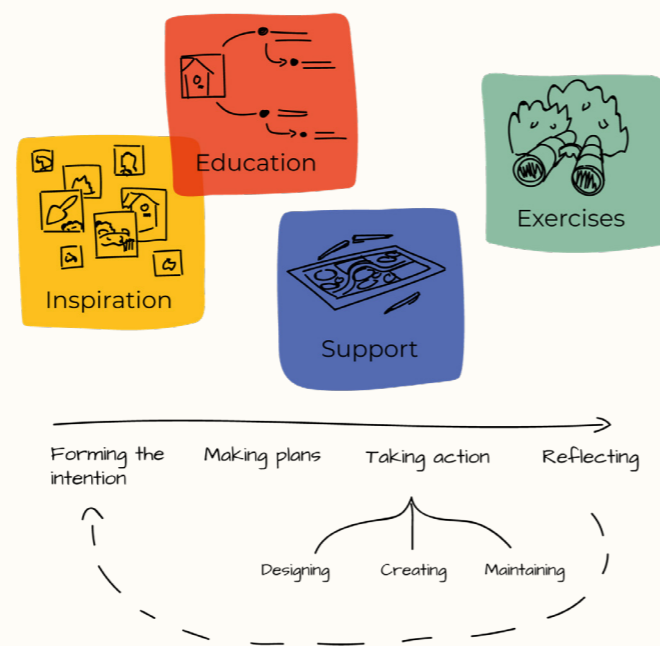 Education
Exercises
Inspiration
Support
Forming the
intention
Making plans
Taking action
Reflecting
Designing
Creating
Maintaining